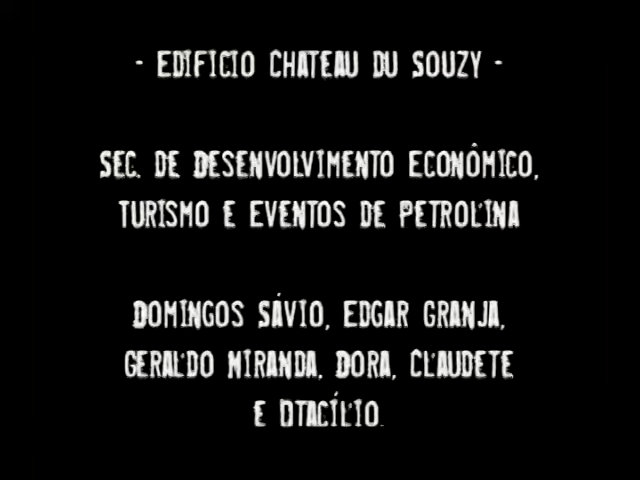 - EDIFICIO CHATEAU DU SOUZY -
SEC. DE DESENVOLVIMENTO ECONÔMICO,
TURISMO E EVENTOS DE PETROLINA
DOMINGOS SÁVIO, EDGAR GRANJA,
GERALDO MIRANDA, DORA, CLAUDETE
E OTACÍLIO.